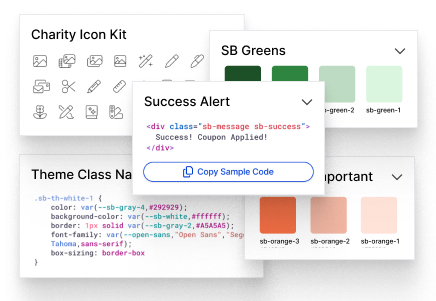 Charity Icon Kit
SB Greens
sb-green-2
sb-green-1
Success Alert
<div class="sb-message sb-success">
Success! Coupon Applied!
</div>
Copy Sample Code
Theme Class Na
.sb-th-white-1 {
color: var(--sb-gray-4,#292929);
background-color: var(--sb-white,#ffffff);
border: 1px solid var(--sb-gray-2,#A5A5A5);
font-family: var(--open-sans,"Open Sans","Sego
Tahoma,sans-serif);
box-sizing: border-box
}
mportant
sb-orange-3
sb-orange-2
sb-orange-1